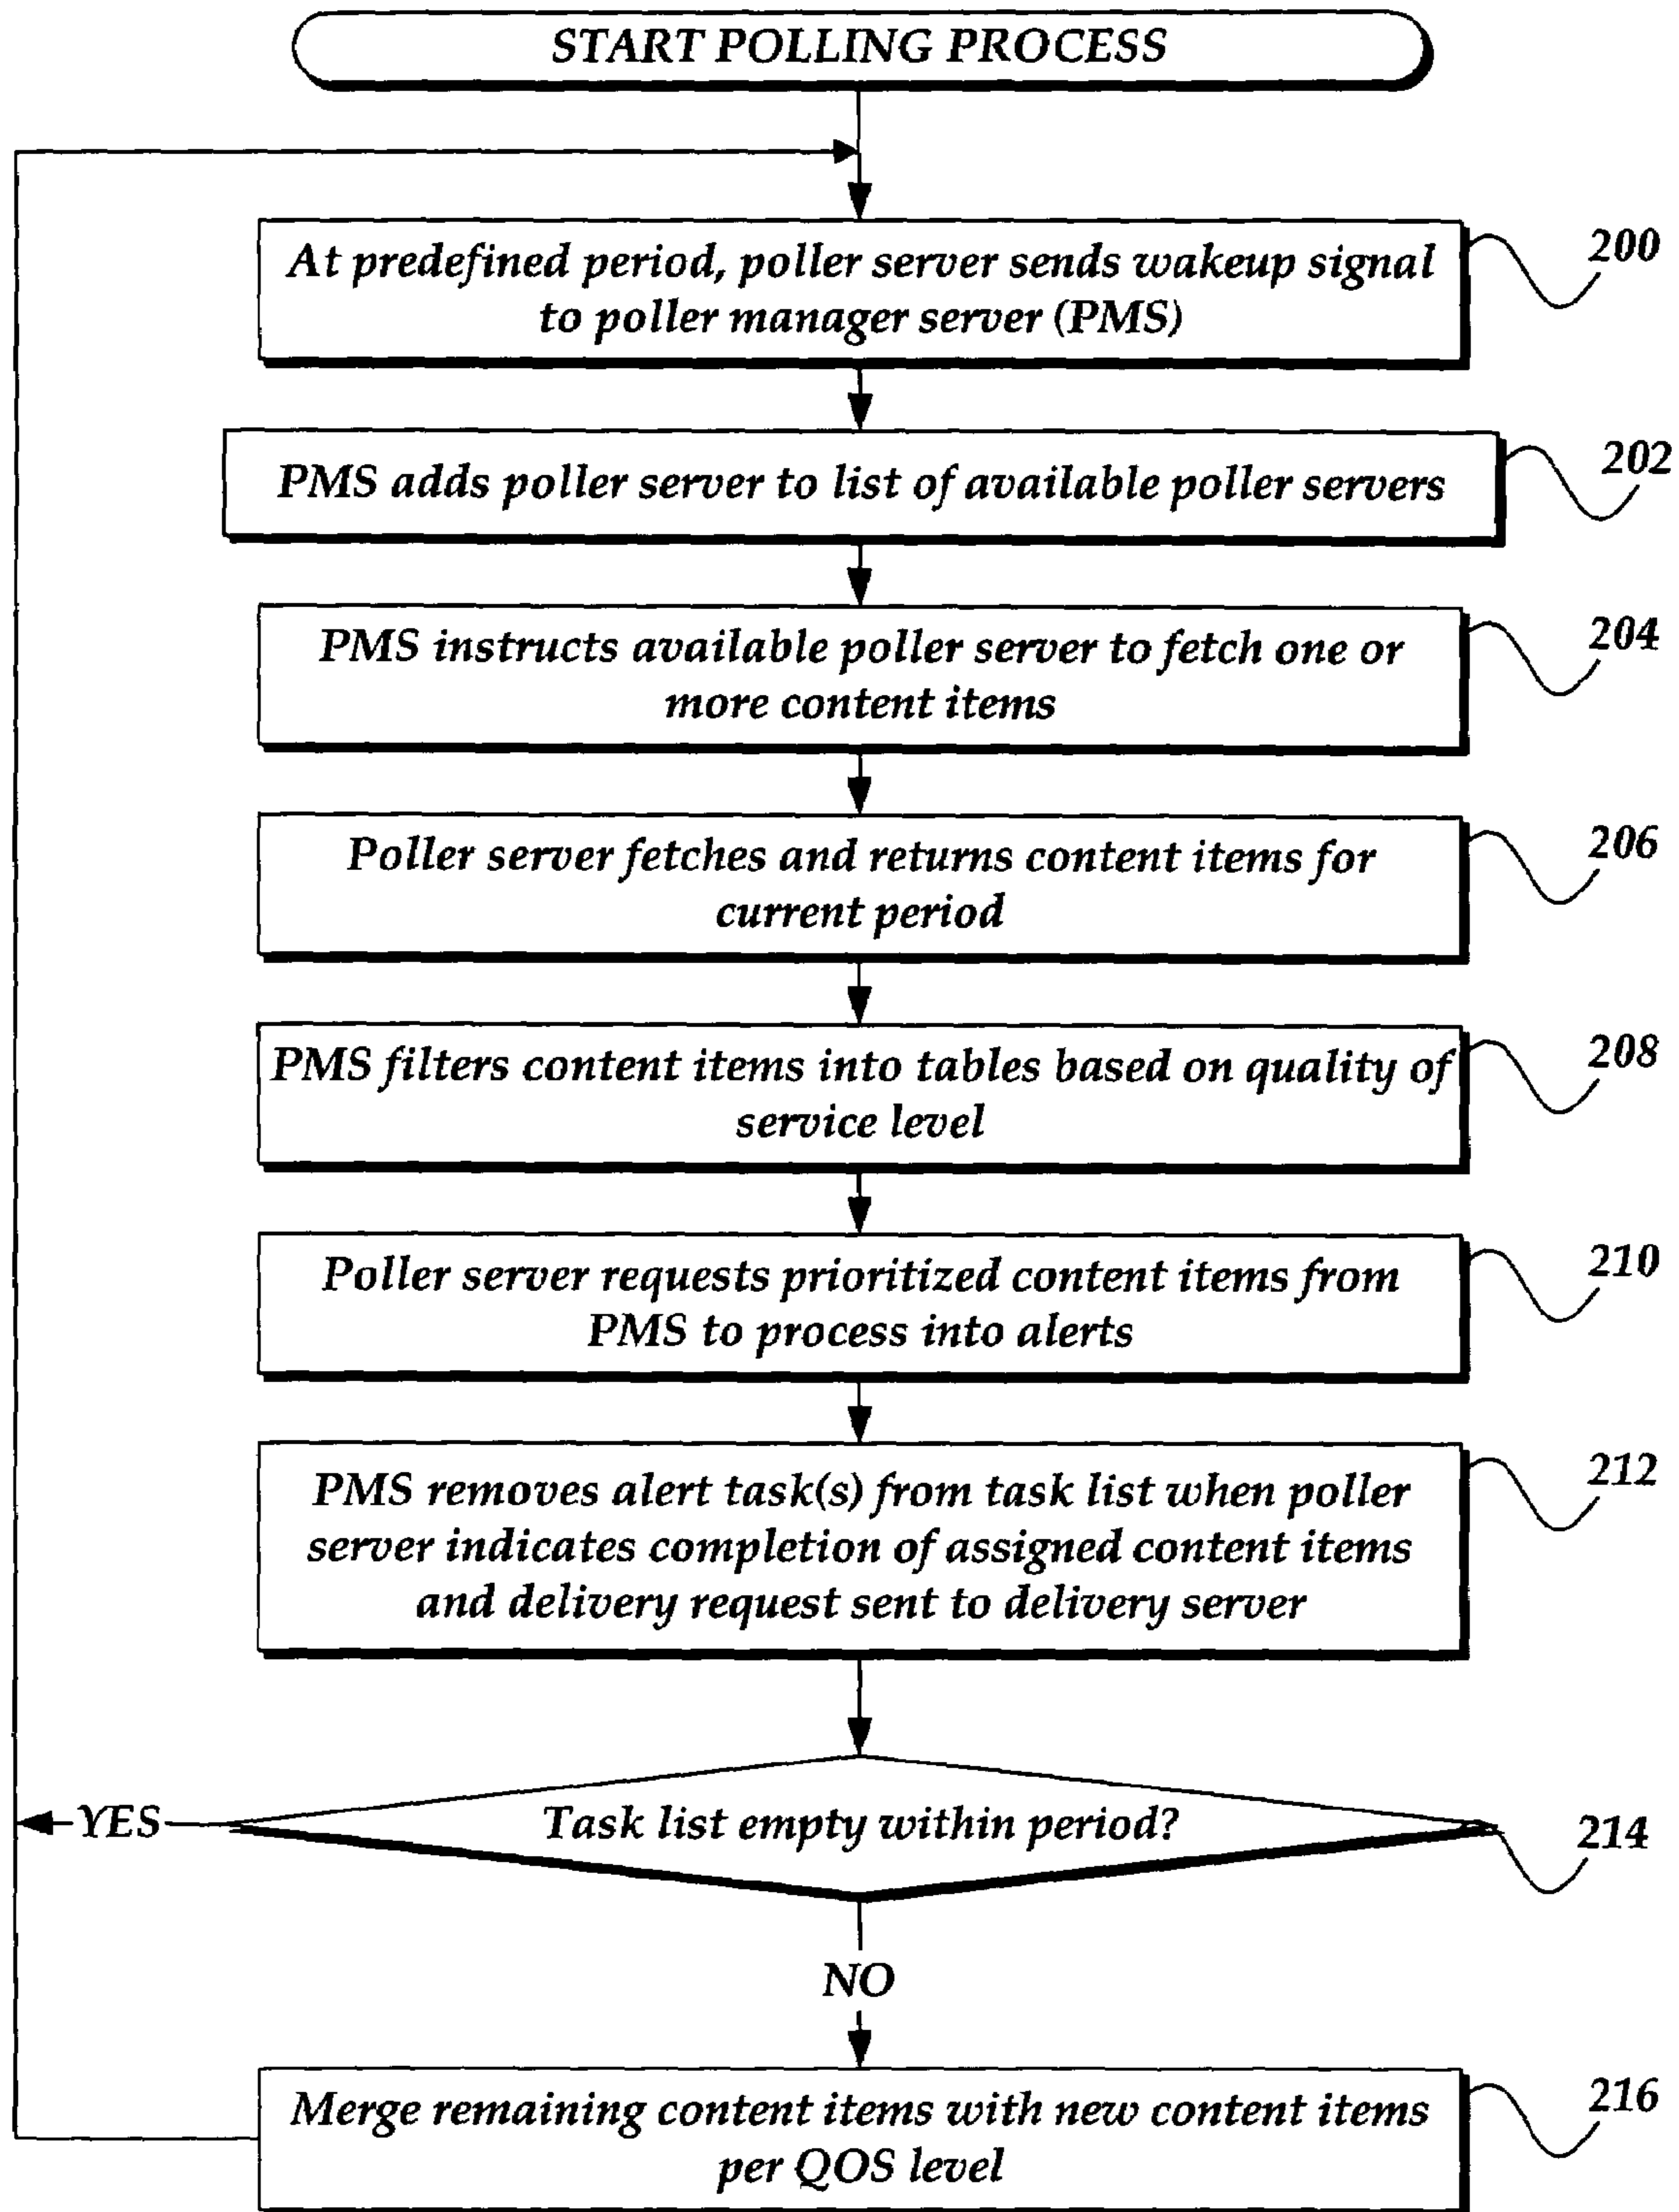 START POLLING PROCESS
At predefined period, poller server sends wakeup signal
to poller manager server (PMS)
200
PMS adds poller server to list of available poller servers
202
PMS instructs available poller server to fetch one or
more content items
204
Poller server fetches and returns content items for
current period
206
PMS filters content items into tables based on quality of
service level
208
Poller server requests prioritized content items from
PMS to process into alerts
210
PMS removes alert task(s) from task list when poller
server indicates completion of assigned content items
and delivery request sent to delivery server
212
YES
Task list empty within period?
214
NO
Merge remaining content items with new content items
per QOS level
216